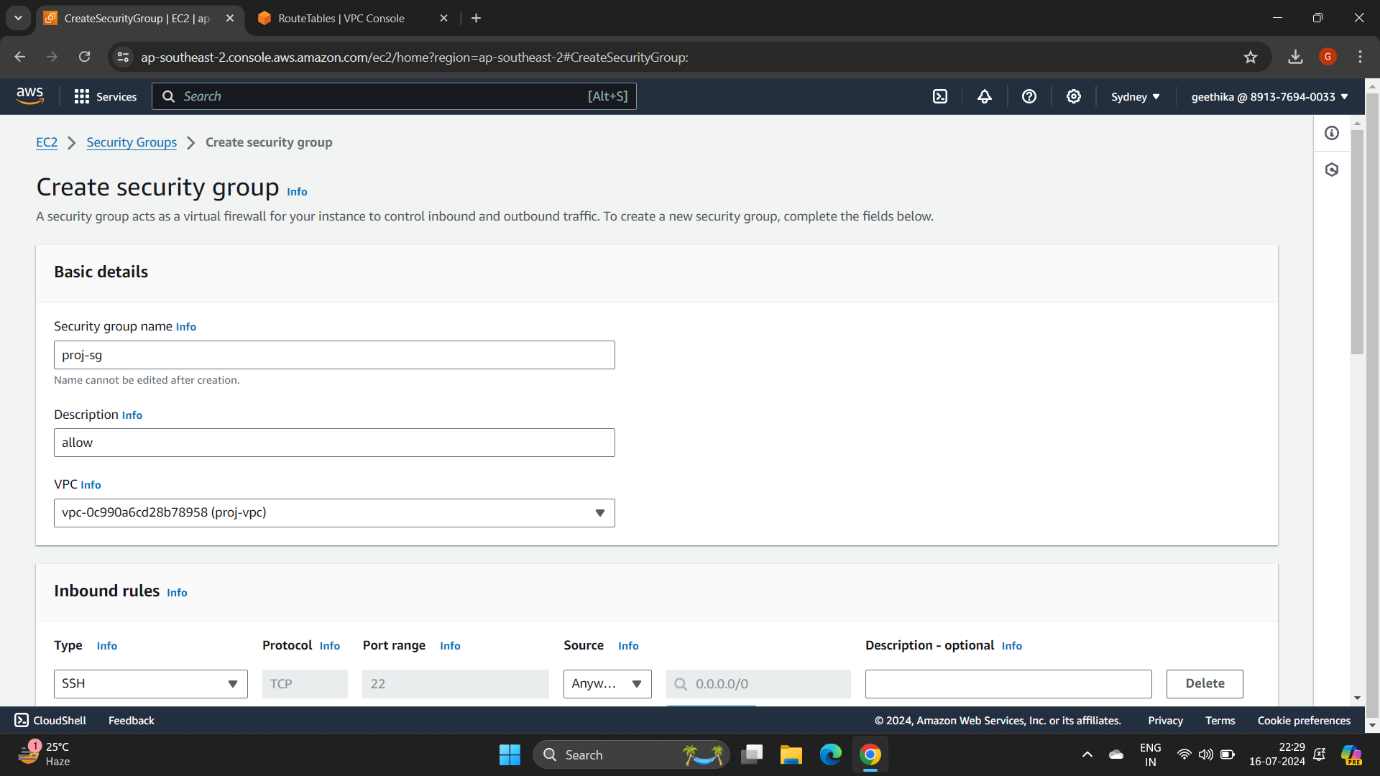 CreateSecurityGroup | EC2 | ap-
RouteTables | VPC Console
ap-southeast-2.console.aws.amazon.com/ec2/home?region=ap-southeast-2#CreateSecurityGroup:
G
aws
Services
Search
[Alt+S]
Sydney
geethika @ 8913-7694-0033
EC2
Security Groups
Create security group
Create security group Info
A security group acts as a virtual firewall for your instance to control inbound and outbound traffic. To create a new security group, complete the fields below.
Basic details
Security group name Info
proj-sg
Name cannot be edited after creation.
Description Info
allow
VPC Info
vpc-0c990a6cd28b78958 (proj-vpc)
Inbound rules Info
Type Info Protocol Info Port range Info Source Info Description - optional Info
SSH TCP 22 Anyw... 0.0.0.0/0 Delete
CloudShell Feedback © 2024, Amazon Web Services, Inc. or its affiliates. Privacy Terms Cookie preferences
1
25°C
Haze
Search
ENG
IN
22:29
16-07-2024
PRE